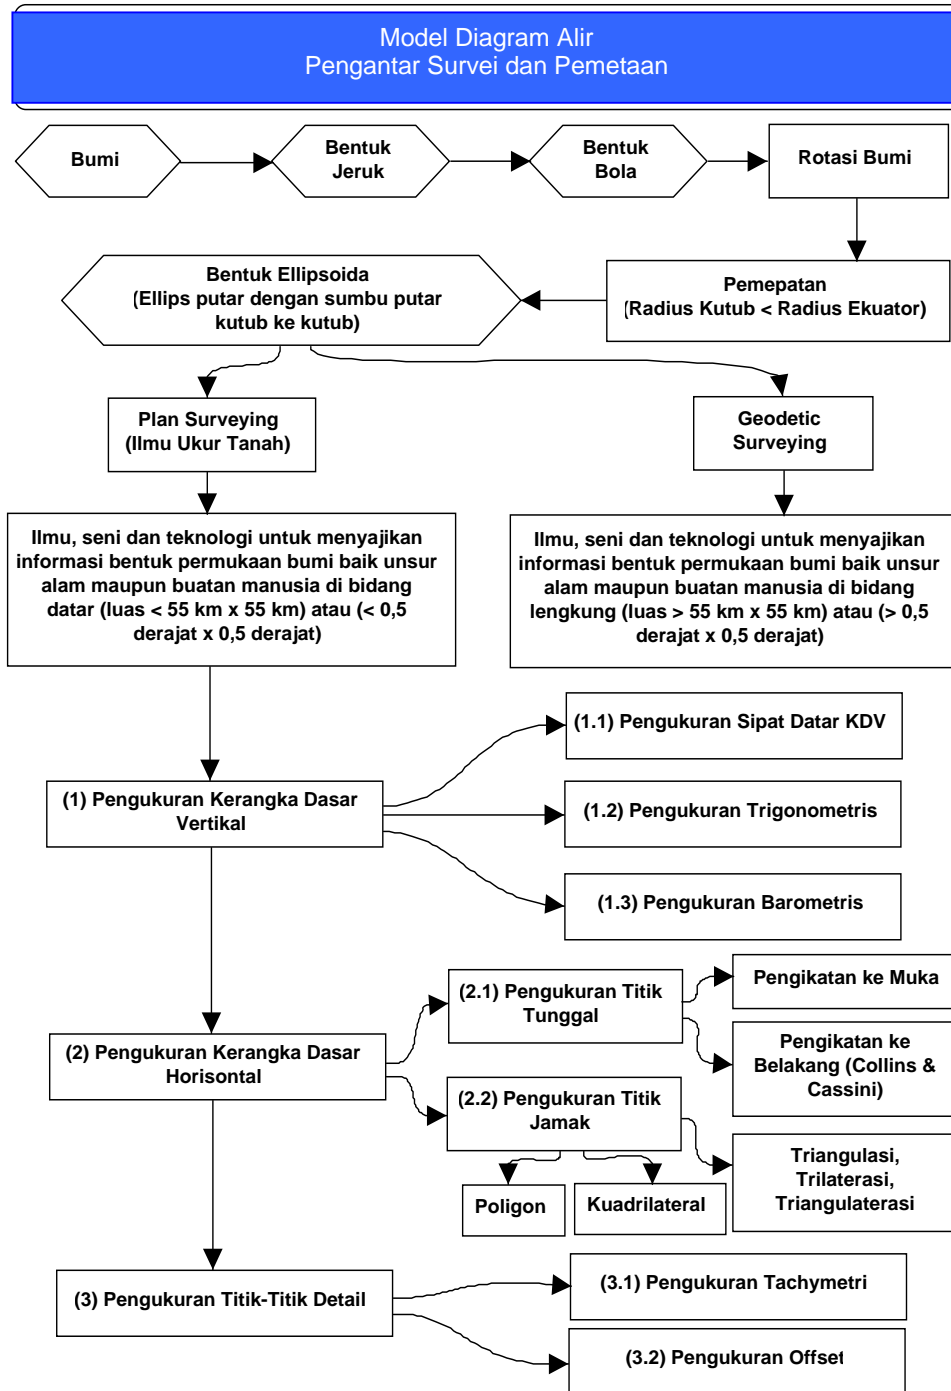 Model Diagram Alir
Pengantar Survei dan Pemetaan
Bumi
Bentuk
Jeruk
Bentuk
Bola
Rotasi Bumi
Bentuk Ellipsoida
(Ellips putar dengan sumbu putar
kutub ke kutub)
Pemepatan
(Radius Kutub < Radius Ekuator)
Plan Surveying
(Ilmu Ukur Tanah)
Geodetic
Surveying
Ilmu, seni dan teknologi untuk menyajikan
informasi bentuk permukaan bumi baik unsur
alam maupun buatan manusia di bidang
datar (luas < 55 km x 55 km) atau (< 0,5
derajat x 0,5 derajat)
Ilmu, seni dan teknologi untuk menyajikan
informasi bentuk permukaan bumi baik unsur
alam maupun buatan manusia di bidang
lengkung (luas > 55 km x 55 km) atau (> 0,5
derajat x 0,5 derajat)
(1) Pengukuran Kerangka Dasar
Vertikal
(1.1) Pengukuran Sipat Datar KDV
(1.2) Pengukuran Trigonometris
(1.3) Pengukuran Barometris
(2) Pengukuran Kerangka Dasar
Horisontal
(2.1) Pengukuran Titik
Tunggal
Pengikatan ke Muka
Pengikatan ke
Belakang (Collins &
Cassini)
(2.2) Pengukuran Titik
Jamak
Poligon
Kuadrilateral
Triangulasi,
Trilaterasi,
Triangulaterasi
(3) Pengukuran Titik-Titik Detail
(3.1) Pengukuran Tachymetri
(3.2) Pengukuran Offset